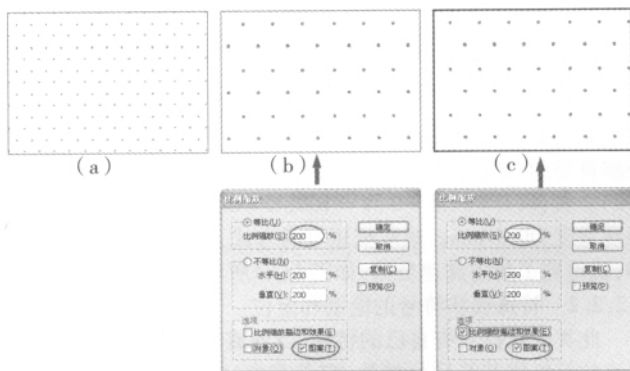 (a)
(b)
(c)
比例缩放
等比(U)
比例缩放(S): 200 %
不等比(N)
水平(H): 200 %
垂直(V): 200 %
选项
比例缩放描边和效果(E)
对象(O) 图案(T)
确定
取消
复制(C)
预览(P)
比例缩放
等比(U)
比例缩放(S): 200 %
不等比(N)
水平(H): 200 %
垂直(V): 200 %
选项
比例缩放描边和效果(E)
对象(O) 图案(T)
确定
取消
复制(C)
预览(P)